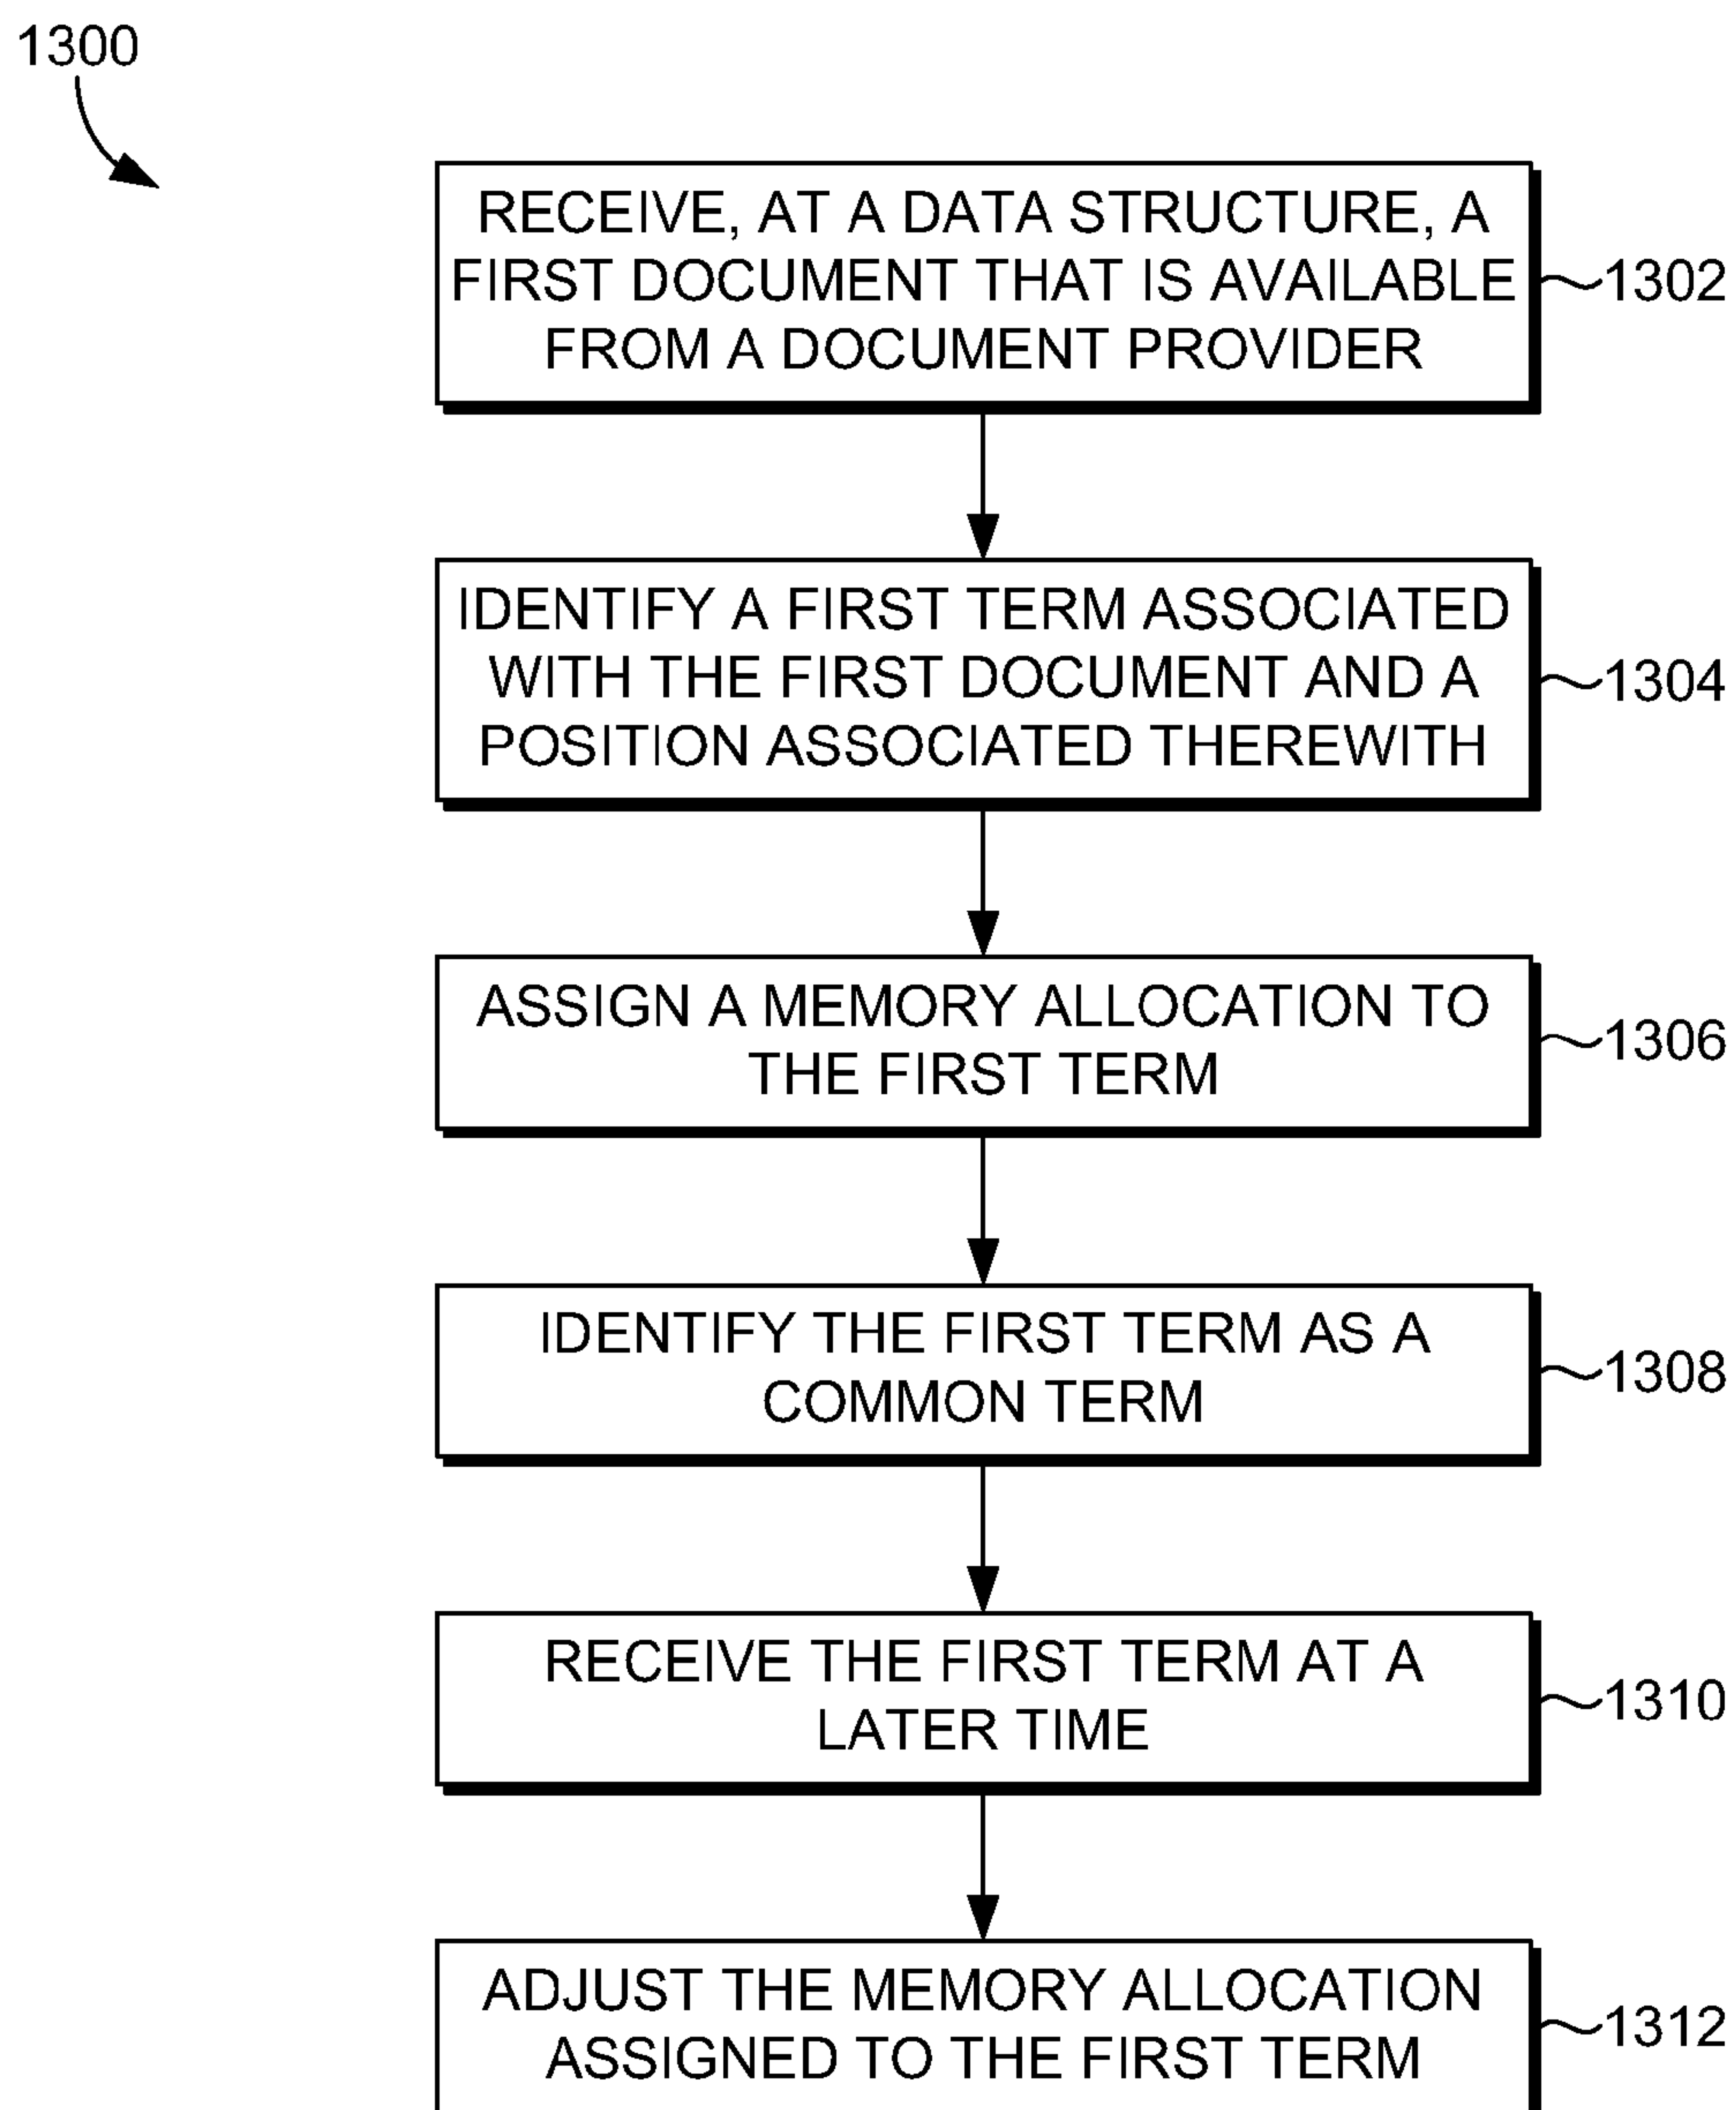 1300
RECEIVE, AT A DATA STRUCTURE, A
FIRST DOCUMENT THAT IS AVAILABLE
FROM A DOCUMENT PROVIDER
1302
IDENTIFY A FIRST TERM ASSOCIATED
WITH THE FIRST DOCUMENT AND A
POSITION ASSOCIATED THEREWITH
1304
ASSIGN A MEMORY ALLOCATION TO
THE FIRST TERM
1306
IDENTIFY THE FIRST TERM AS A
COMMON TERM
1308
RECEIVE THE FIRST TERM AT A
LATER TIME
1310
ADJUST THE MEMORY ALLOCATION
ASSIGNED TO THE FIRST TERM
1312